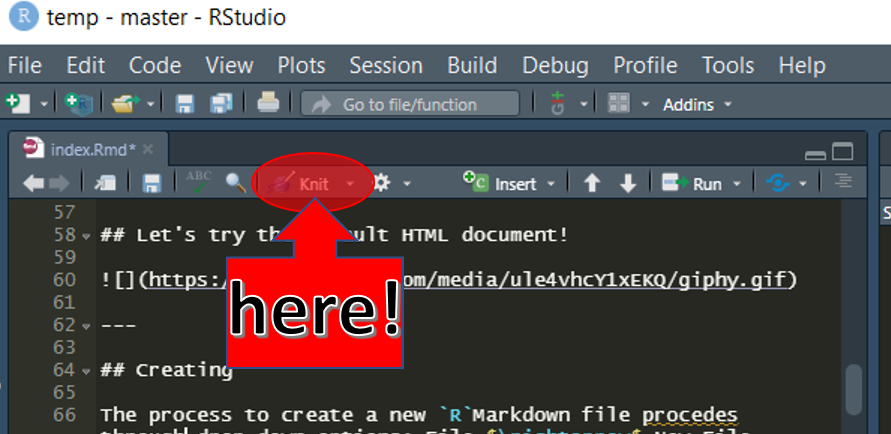 R temp - master - RStudio
File Edit Code View Plots Session Build Debug Profile Tools Help
Go to file/function Addins
index.Rmd*
ABC Knit Insert Run
57
58 ## Let's try th ult HTML document!
59
60 ![](https:/ om/media/ule4vhcY1xEKQ/giphy.gif)
61
here!
62 ---
63
64 ## Creating
65
66 The process to create a new `R`Markdown file procedes